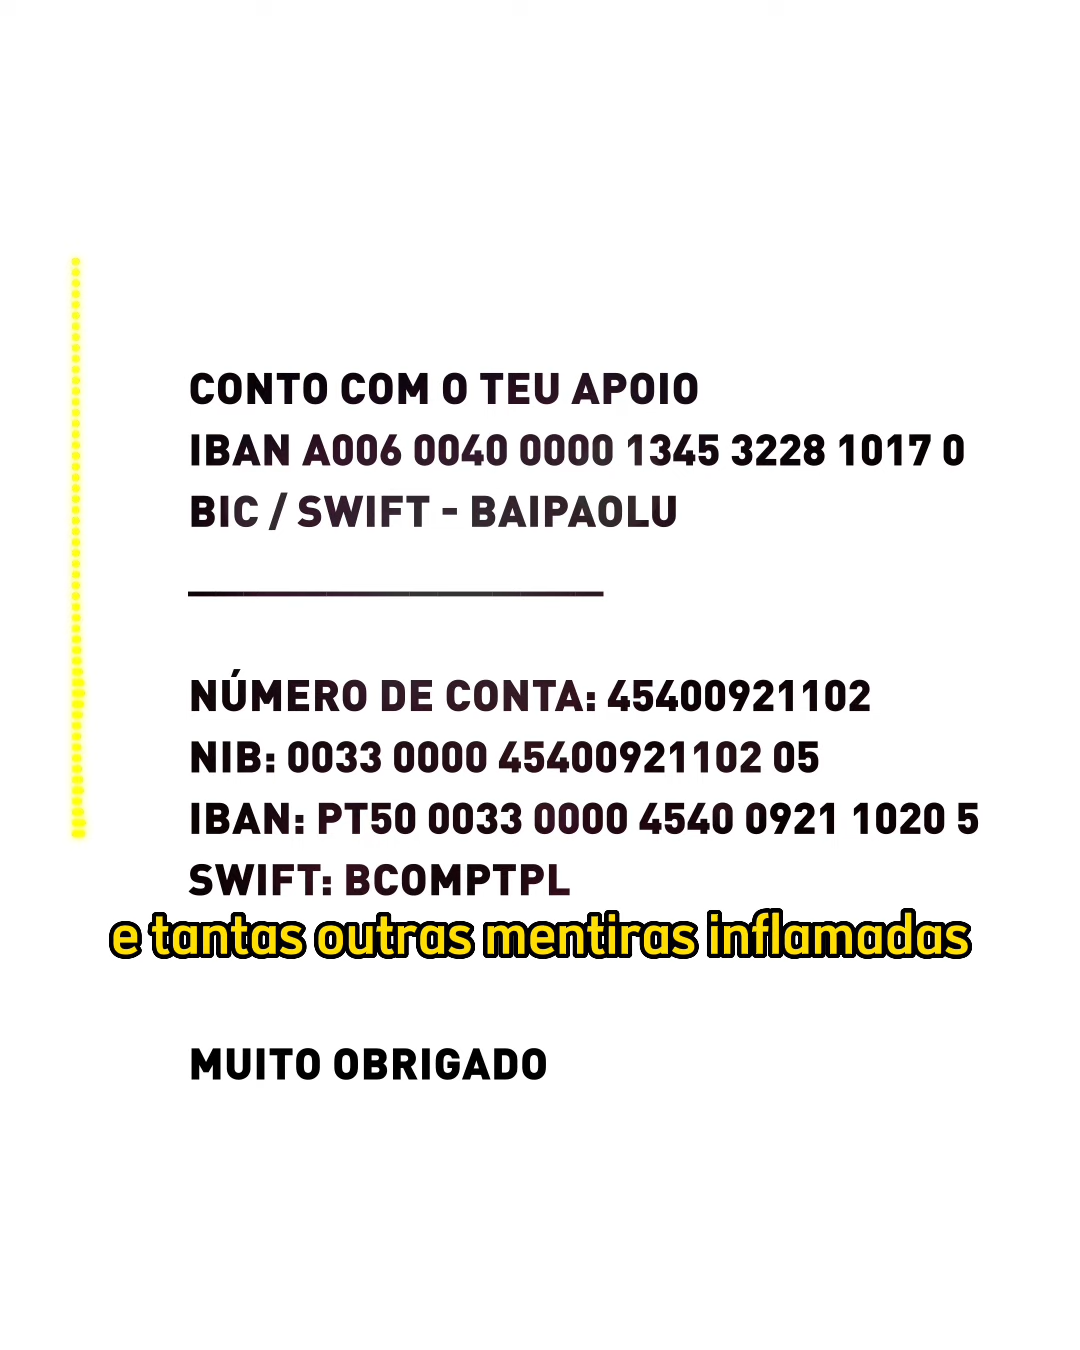 CONTO COM O TEU APOIO
IBAN AO06 0040 0000 1345 3228 1017 0
BIC / SWIFT - BAIPAOLU
NÚMERO DE CONTA: 45400921102
NIB: 0033 0000 45400921102 05
IBAN: PT50 0033 0000 4540 0921 1020 5
SWIFT: BCOMPTPL
e tantas outras mentiras inflamadas
MUITO OBRIGADO